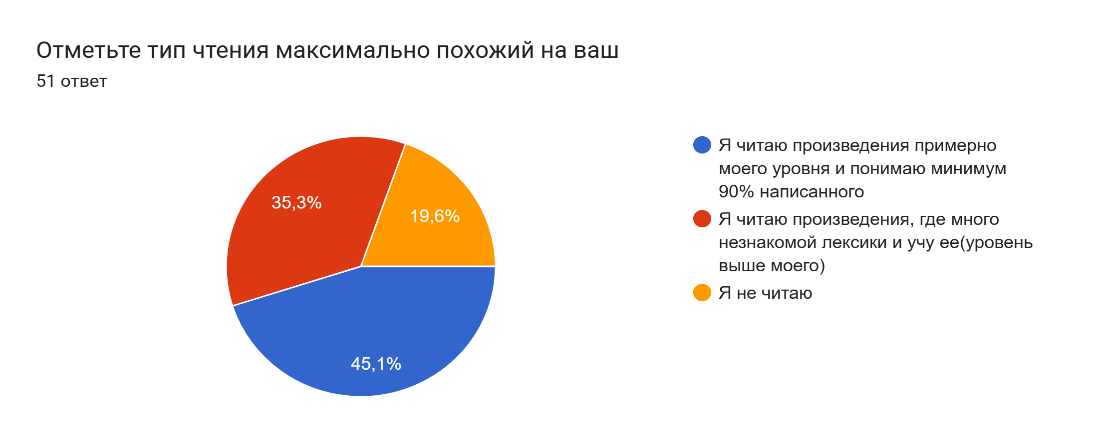 Отметьте тип чтения максимально похожий на ваш
51 ответ
35,3%
19,6%
45,1%
Я читаю произведения примерно
моего уровня и понимаю минимум
90% написанного
Я читаю произведения, где много
незнакомой лексики и учу ее(уровень
выше моего)
Я не читаю